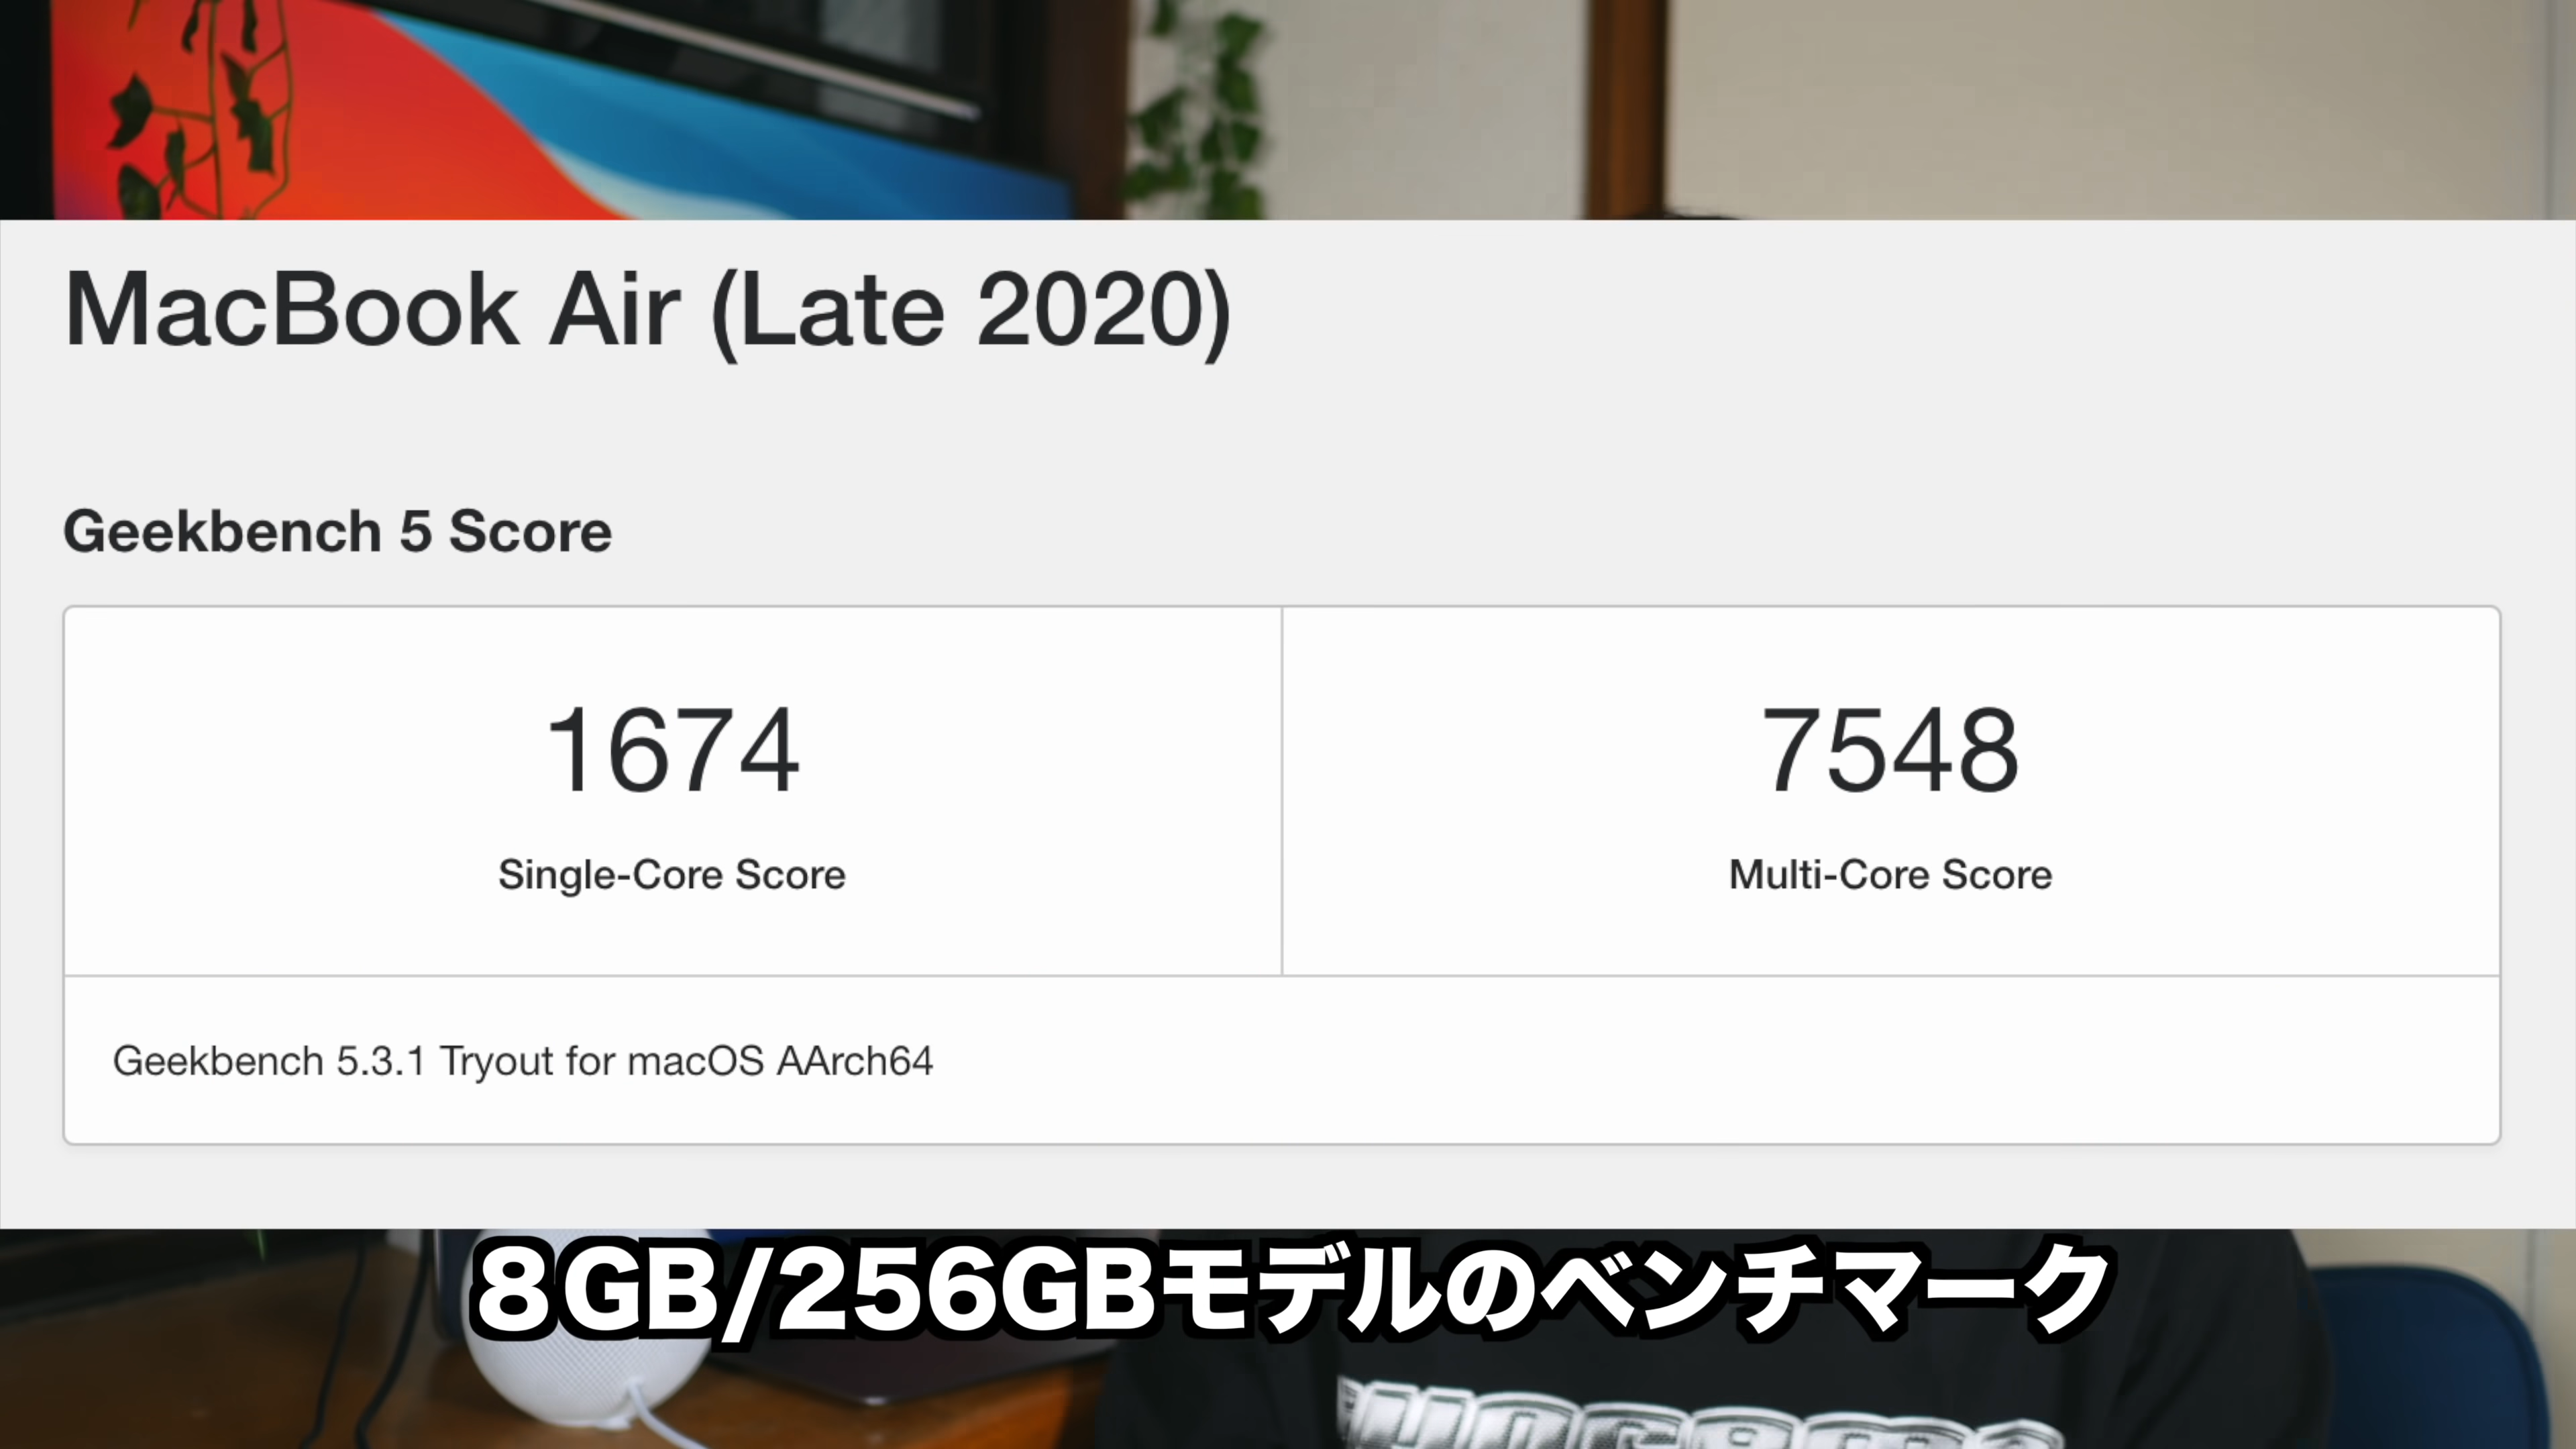 MacBook Air (Late 2020)
Geekbench 5 Score
1674
Single-Core Score
7548
Multi-Core Score
Geekbench 5.3.1 Tryout for macOS AArch64
8GB/256GBモデルのベンチマーク